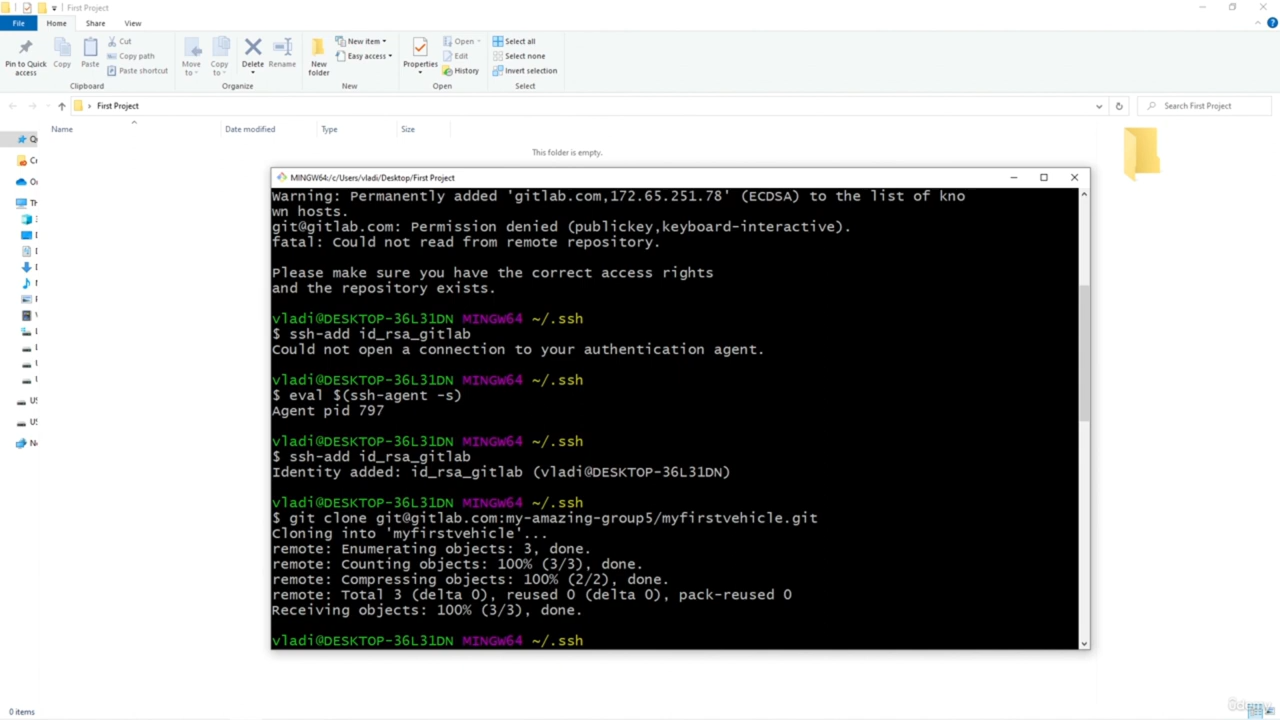 First Project
File
Home
Share
View
Pin to Quick access
Copy
Paste
Cut
Copy path
Paste shortcut
Clipboard
Move to
Copy to
Delete
Rename
Organize
New folder
New item
Easy access
New
Properties
Open
Edit
History
Open
Select all
Select none
Invert selection
Select
First Project
Search First Project
Name
Date modified
Type
Size
This folder is empty.
MINGW64:/c/Users/vladi/Desktop/First Project
Warning: Permanently added 'gitlab.com,172.65.251.78' (ECDSA) to the list of kno
wn hosts.
git@gitlab.com: Permission denied (publickey,keyboard-interactive).
fatal: Could not read from remote repository.
Please make sure you have the correct access rights
and the repository exists.
vladi@DESKTOP-36L31DN MINGW64 ~/.ssh
$ ssh-add id_rsa_gitlab
Could not open a connection to your authentication agent.
vladi@DESKTOP-36L31DN MINGW64 ~/.ssh
$ eval $(ssh-agent -s)
Agent pid 797
vladi@DESKTOP-36L31DN MINGW64 ~/.ssh
$ ssh-add id_rsa_gitlab
Identity added: id_rsa_gitlab (vladi@DESKTOP-36L31DN)
vladi@DESKTOP-36L31DN MINGW64 ~/.ssh
$ git clone git@gitlab.com:my-amazing-group5/myfirstvehicle.git
Cloning into 'myfirstvehicle'...
remote: Enumerating objects: 3, done.
remote: Counting objects: 100% (3/3), done.
remote: Compressing objects: 100% (2/2), done.
remote: Total 3 (delta 0), reused 0 (delta 0), pack-reused 0
Receiving objects: 100% (3/3), done.
vladi@DESKTOP-36L31DN MINGW64 ~/.ssh
0 items